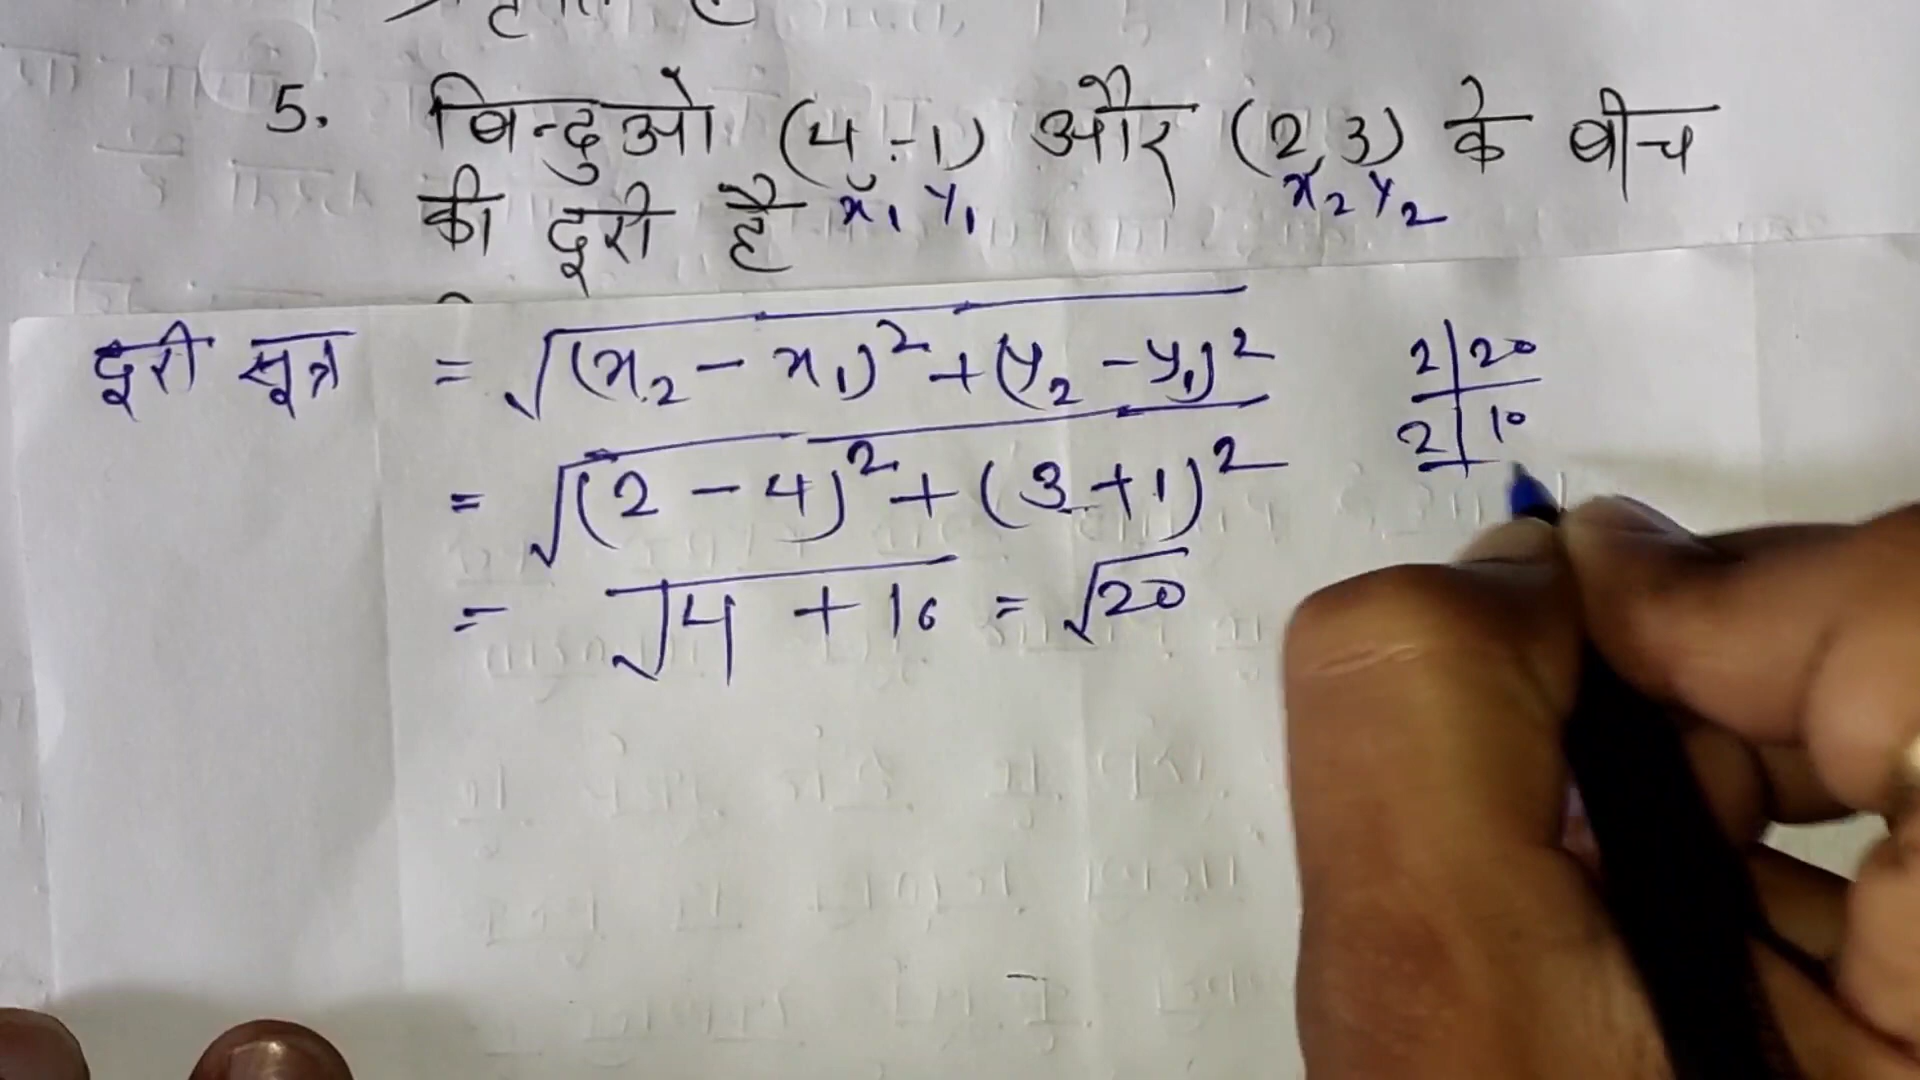 5. बिन्दुओ (4,-1) और (2,3) के बीच
की दूरी है x₁ y₁ x₂ y₂
दूरी सूत्र = √(x₂ - x₁)² + (y₂ - y₁)²
= √(2 - 4)² + (3 + 1)²
= √4 + 16 = √20
2 | 20
2 | 10